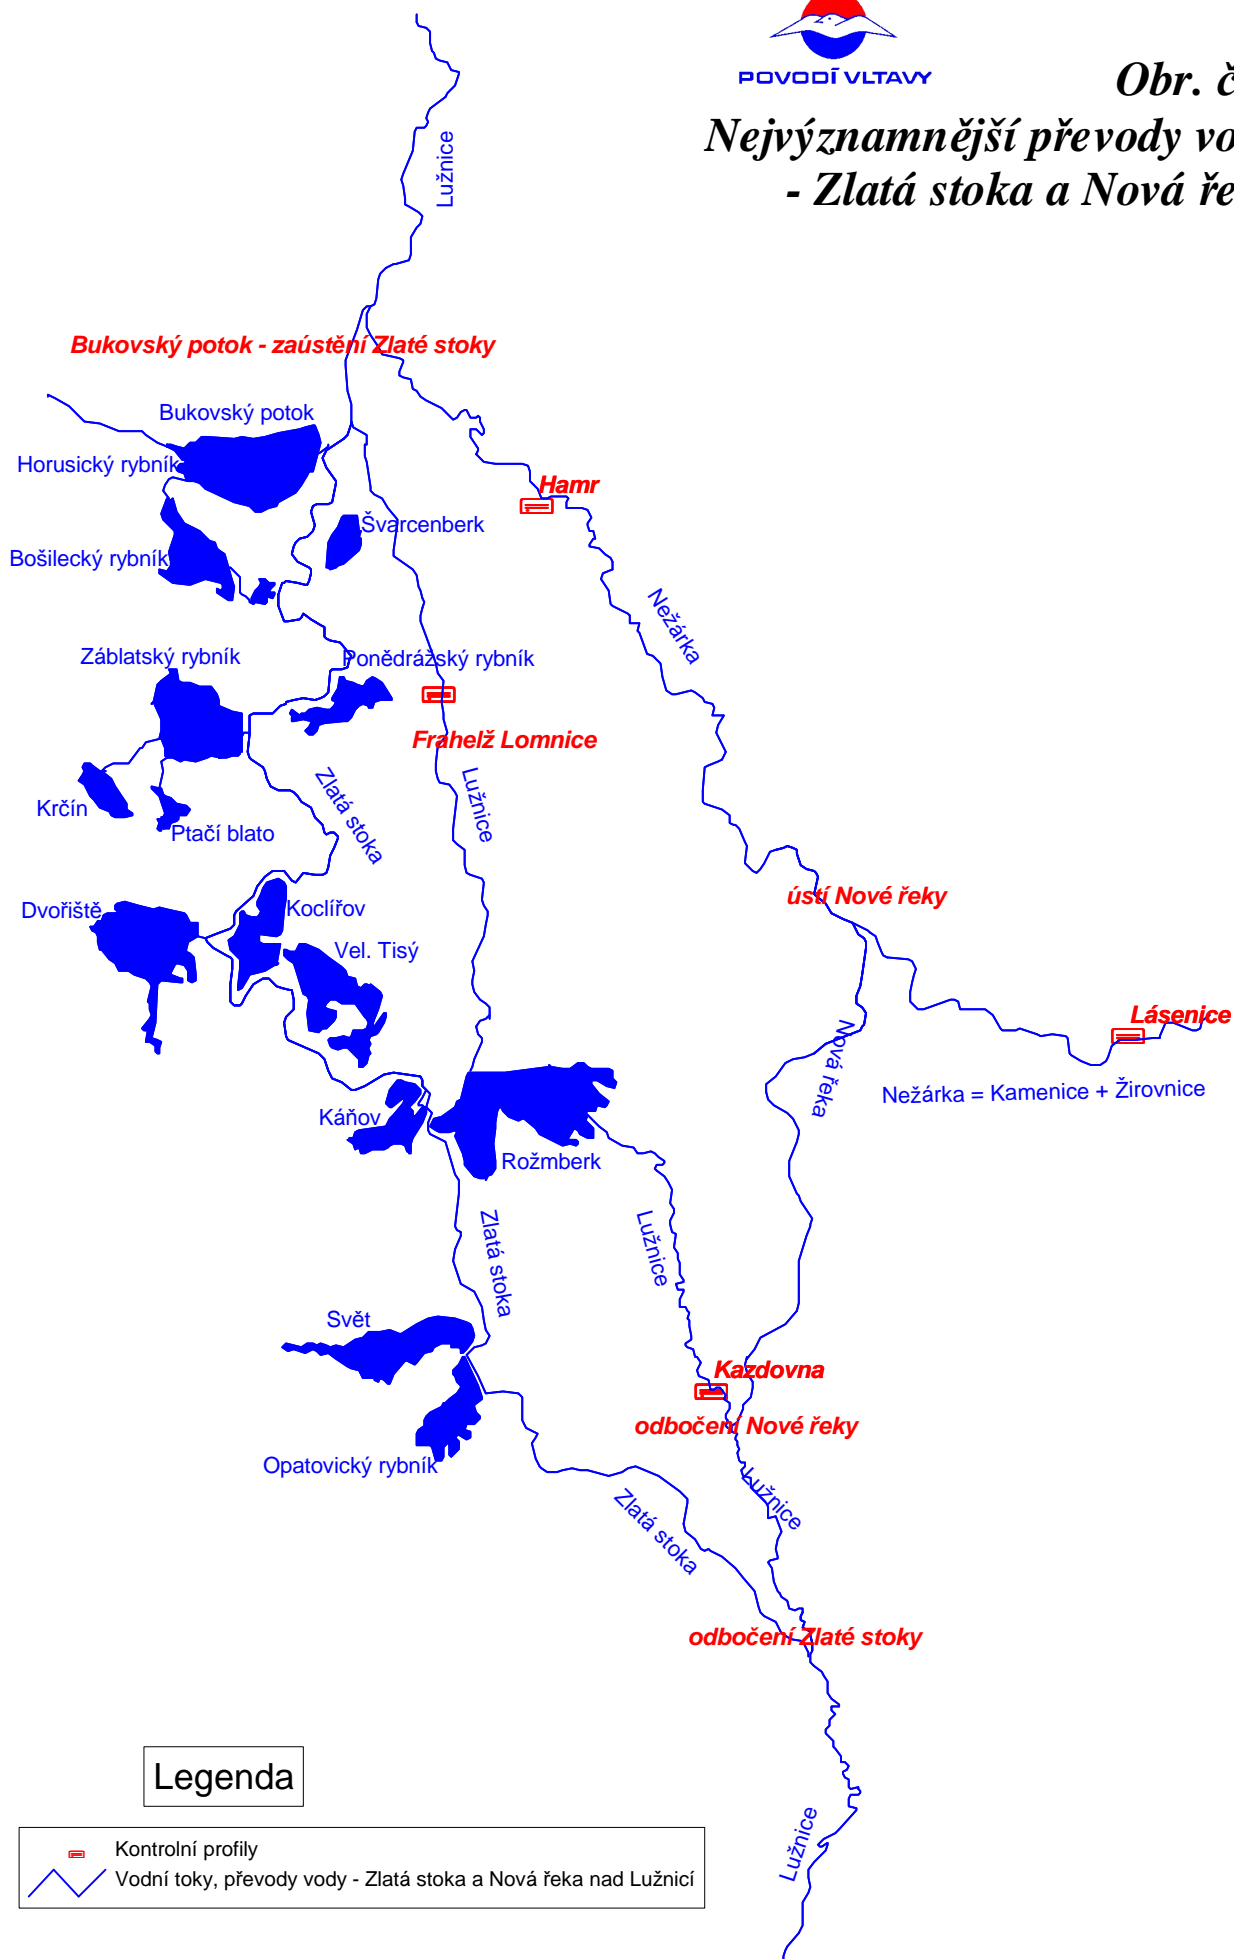 POVODÍ VLTAVY
Obr. č
Nejvýznamnější převody vo
- Zlatá stoka a Nová ře
Lužnice
Bukovský potok - zaústění Zlaté stoky
Bukovský potok
Horusický rybník
Hamr
Švarcenberk
Bošilecký rybník
Nežárka
Záblatský rybník
Ponědrážský rybník
Frahelž Lomnice
Zlatá stoka
Lužnice
Krčín
Ptačí blato
ústí Nové řeky
Dvořiště
Koclířov
Vel. Tisý
Lásenice
Nová řeka
Nežárka = Kamenice + Žirovnice
Káňov
Rožmberk
Zlatá stoka
Lužnice
Svět
Kazdovna
odbočení Nové řeky
Opatovický rybník
Lužnice
Zlatá stoka
odbočení Zlaté stoky
Legenda
Lužnice
Kontrolní profily
Vodní toky, převody vody - Zlatá stoka a Nová řeka nad Lužnicí